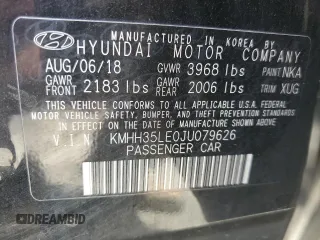 MANUFACTURED IN KOREA BY
HYUNDAI MOTOR COMPANY
AUG/06/18 GVWR 3968 lbs PAINT NKA
GAWR FRONT 2183 lbs GAWR REAR 2006 lbs TRIM XUG
THIS VEHICLE CONFORMS TO ALL APPLICABLE U.S. FEDERAL
MOTOR VEHICLE SAFETY, BUMPER, AND THEFT PREVENTION
STANDARDS IN EFFECT ON THE DATE OF MANUFACTURE SHOWN ABOVE.
V I N : KMHH35LE0JU079626
PASSENGER CAR
DREAMBID